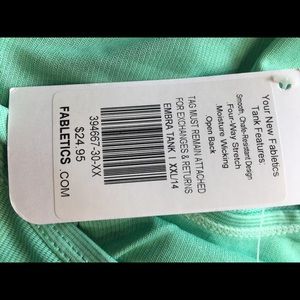 Your New Fabletics
Tank Features:
Smooth, Chafe-Resistant Design
Four-Way Stretch
Moisture Wicking
Open Back
TAG MUST REMAIN ATTACHED
FOR EXCHANGES & RETURNS
EMBRA TANK | XXL/14
394667-30-XX
$24.95
FABLETICS.COM